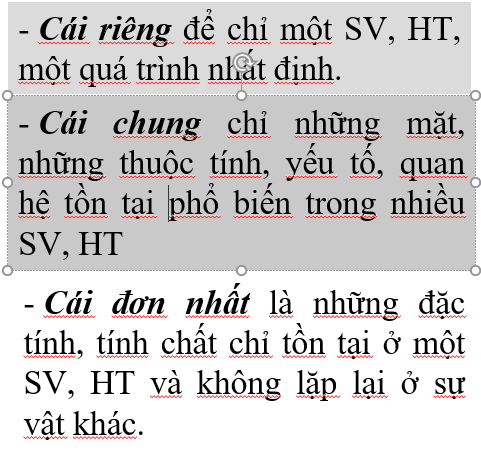 - Cái riêng để chỉ một SV, HT,
một quá trình nhất định.
- Cái chung chỉ những mặt,
những thuộc tính, yếu tố, quan
hệ tồn tại phổ biến trong nhiều
SV, HT
- Cái đơn nhất là những đặc
tính, tính chất chỉ tồn tại ở một
SV, HT và không lặp lại ở sự
vật khác.